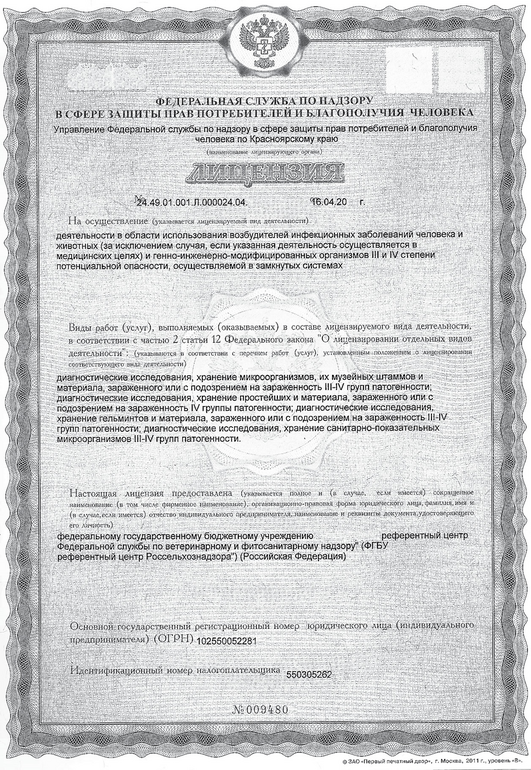 ФЕДЕРАЛЬНАЯ СЛУЖБА ПО НАДЗОРУ
В СФЕРЕ ЗАЩИТЫ ПРАВ ПОТРЕБИТЕЛЕЙ И БЛАГОПОЛУЧИЯ ЧЕЛОВЕКА
Управление Федеральной службы по надзору в сфере защиты прав потребителей и благополучия
человека по Красноярскому краю
(наименование лицензирующего органа)
ЛИЦЕНЗИЯ
24.49.01.001.Л.000024.04. 16.04.20 г.
На осуществление (указывается лицензируемый вид деятельности)
деятельности в области использования возбудителей инфекционных заболеваний человека и
животных (за исключением случая, если указанная деятельность осуществляется в
медицинских целях) и генно-инженерно-модифицированных организмов III и IV степени
потенциальной опасности, осуществляемой в замкнутых системах
Виды работ (услуг), выполняемых (оказываемых) в составе лицензируемого вида деятельности,
в соответствии с частью 2 статьи 12 Федерального закона "О лицензировании отдельных видов
деятельности": (указываются в соответствии с перечнем работ (услуг), установленным положением о лицензировании
соответствующего вида деятельности)
диагностические исследования, хранение микроорганизмов, их музейных штаммов и
материала, зараженного или с подозрением на зараженность III-IV групп патогенности;
диагностические исследования, хранение простейших и материала, зараженного или с
подозрением на зараженность IV группы патогенности; диагностические исследования,
хранение гельминтов и материала, зараженного или с подозрением на зараженность III-IV
групп патогенности; диагностические исследования, хранение санитарно-показательных
микроорганизмов III-IV групп патогенности.
Настоящая лицензия предоставлена (указывается полное и (в случае, если имеется) сокращенное
наименование (в том числе фирменное наименование), организационно-правовая форма юридического лица, фамилия, имя и
(в случае, если имеется) отчество индивидуального предпринимателя, наименование и реквизиты документа, удостоверяющего
его личность)
федеральному государственному бюджетному учреждению референтный центр
Федеральной службы по ветеринарному и фитосанитарному надзору" (ФГБУ
референтный центр Россельхознадзора") (Российская Федерация)
Основной государственный регистрационный номер юридического лица (индивидуального
предпринимателя) (ОГРН) 102550052281
Идентификационный номер налогоплательщика 550305262
№009480
© ЗАО «Первый печатный двор», г. Москва, 2011 г., уровень «В».